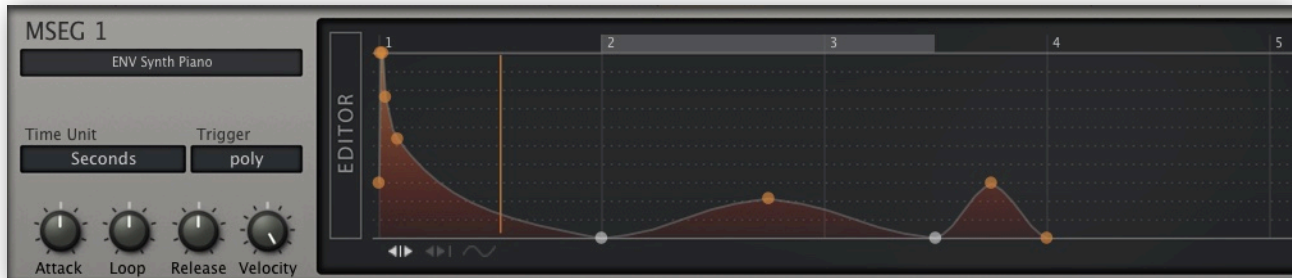 MSEG 1
ENV Synth Piano
Time Unit
Trigger
Seconds
poly
Attack
Loop
Release
Velocity
EDITOR
1
2
3
4
5